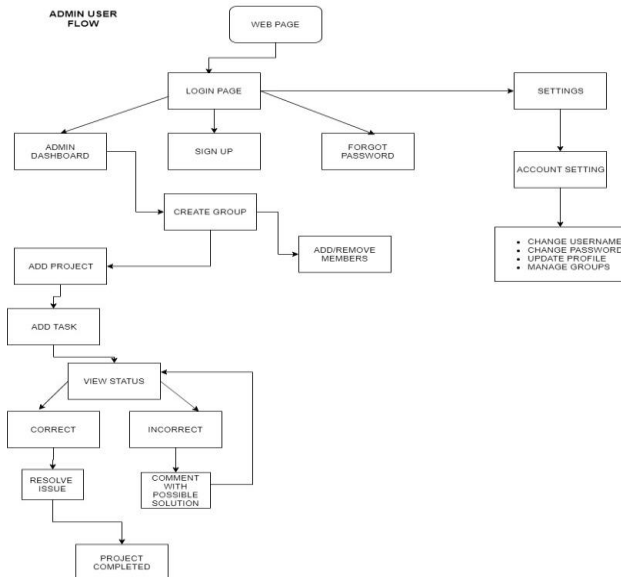 ADMIN USER
FLOW
WEB PAGE
LOGIN PAGE
SETTINGS
ADMIN
DASHBOARD
SIGN UP
FORGOT
PASSWORD
ACCOUNT SETTING
CREATE GROUP
ADD/REMOVE
MEMBERS
• CHANGE USERNAME
• CHANGE PASSWORD
• UPDATE PROFILE
• MANAGE GROUPS
ADD PROJECT
ADD TASK
VIEW STATUS
CORRECT
INCORRECT
RESOLVE
ISSUE
COMMENT
WITH
POSSIBLE
SOLUTION
PROJECT
COMPLETED